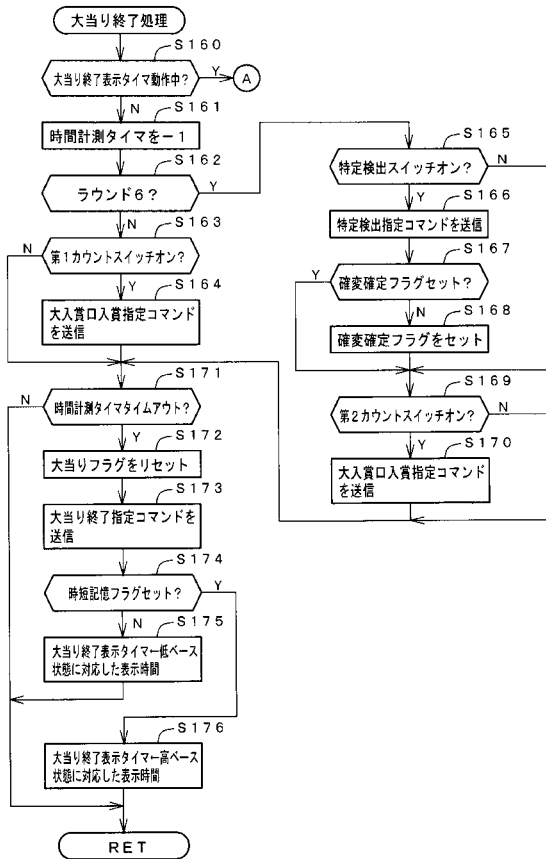 大当り終了処理
S160
大当り終了表示タイマ動作中?
Y
A
N
S161
時間計測タイマを－1
S162
ラウンド6?
Y
N
S163
N
第1カウントスイッチオン?
Y
S164
大入賞口入賞指定コマンド
を送信
S165
特定検出スイッチオン?
N
Y
S166
特定検出指定コマンドを送信
S167
Y
確変確定フラグセット?
N
S168
確変確定フラグをセット
S169
第2カウントスイッチオン?
N
Y
S170
大入賞口入賞指定コマンド
を送信
S171
N
時間計測タイマタイムアウト?
Y
S172
大当りフラグをリセット
S173
大当り終了指定コマンドを
送信
S174
時短記憶フラグセット?
Y
N
S175
大当り終了表示タイマ←低ベース
状態に対応した表示時間
S176
大当り終了表示タイマ←高ベース
状態に対応した表示時間
RET